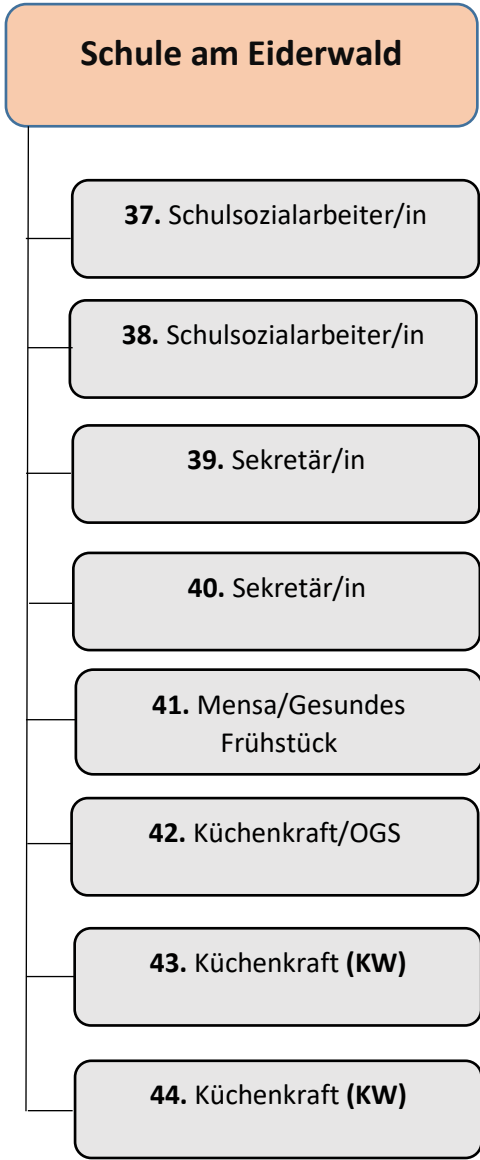 Schule am Eiderwald
37. Schulsozialarbeiter/in
38. Schulsozialarbeiter/in
39. Sekretär/in
40. Sekretär/in
41. Mensa/Gesundes
Frühstück
42. Küchenkraft/OGS
43. Küchenkraft (KW)
44. Küchenkraft (KW)